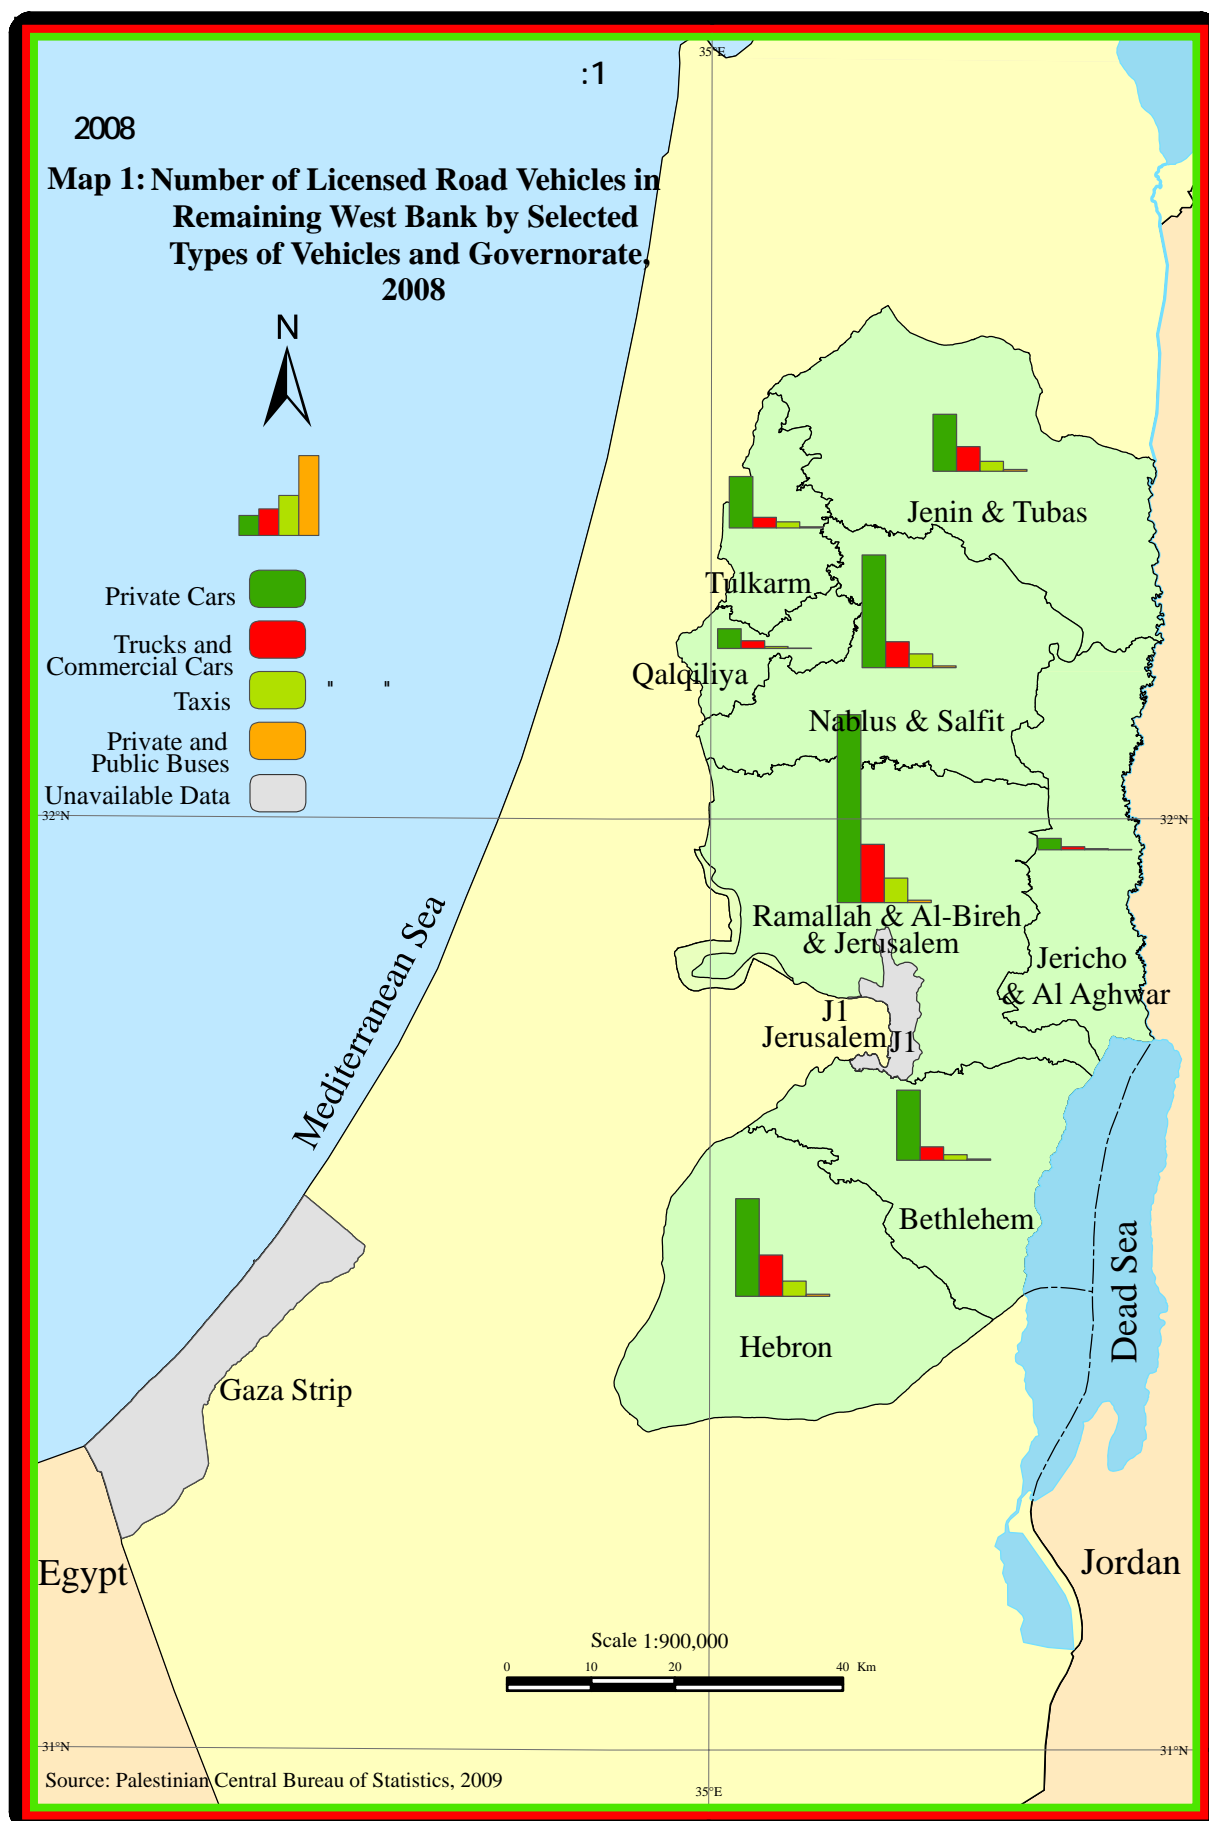 35°E
:1
2008
Map 1: Number of Licensed Road Vehicles in
Remaining West Bank by Selected
Types of Vehicles and Governorate,
2008
N
Private Cars
Trucks and
Commercial Cars
Taxis " "
Private and
Public Buses
Unavailable Data
Jenin & Tubas
Tulkarm
Qalqiliya
Nablus & Salfit
32°N
32°N
Ramallah & Al-Bireh
& Jerusalem
Jericho
& Al Aghwar
J1
Jerusalem
J1
Mediterranean Sea
Bethlehem
Dead Sea
Hebron
Gaza Strip
Egypt
Jordan
Scale 1:900,000
0 10 20 40 Km
31°N
31°N
Source: Palestinian Central Bureau of Statistics, 2009
35°E